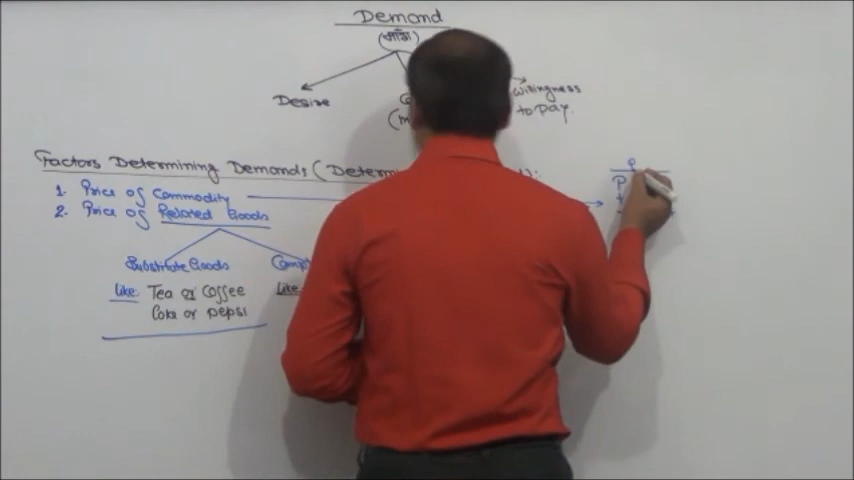 Demand
(माँग)
Desire
Willingness
to pay.
Factors Determining Demands (Determi
1. Price of Commodity
2. Price of Related Goods
Substitute Goods
Like: Tea or Coffee
Like:
Coke or pepsi
P
P